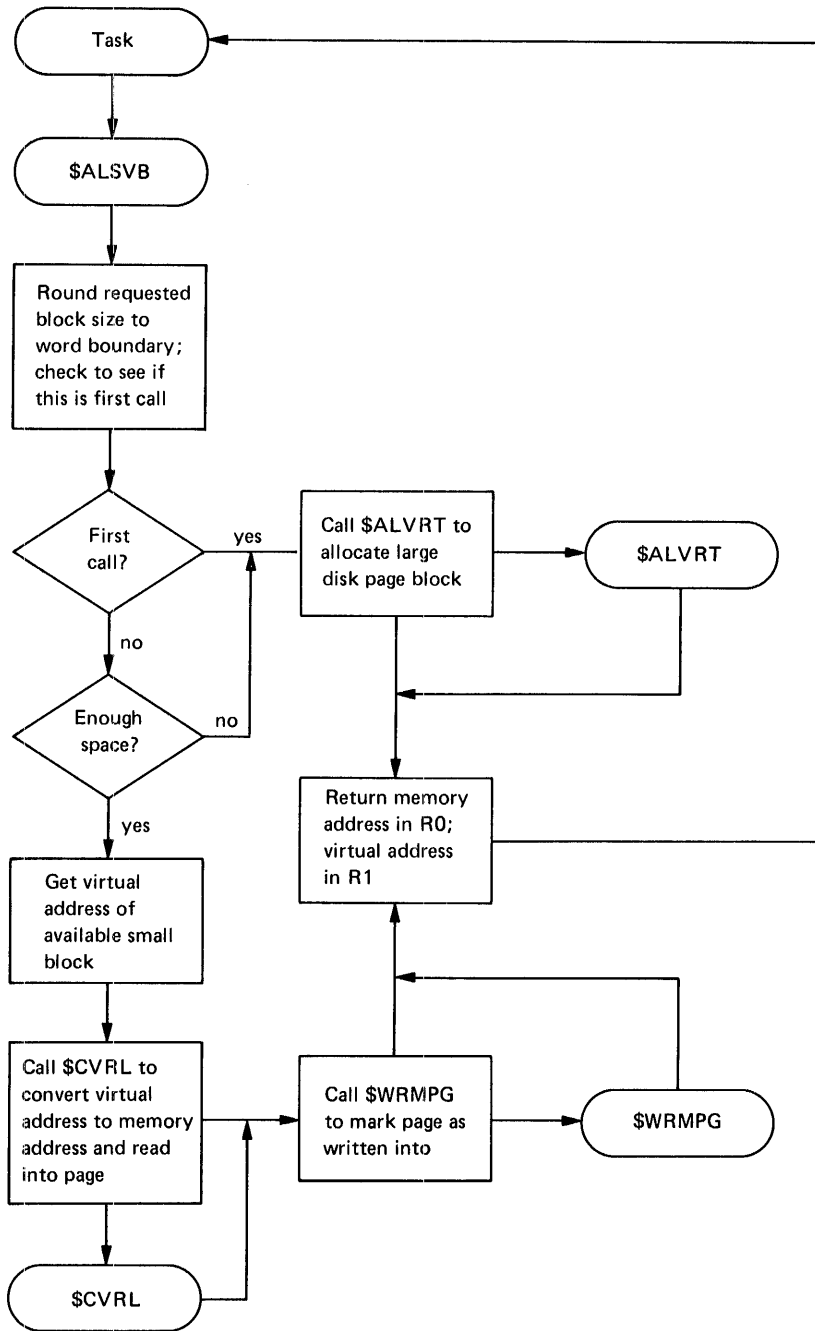 Task
$ALSVB
Round requested
block size to
word boundary;
check to see if
this is first call
First
call?
yes
no
Call $ALVRT to
allocate large
disk page block
$ALVRT
Enough
space?
no
yes
Return memory
address in R0;
virtual address
in R1
Get virtual
address of
available small
block
Call $CVRL to
convert virtual
address to memory
address and read
into page
Call $WRMPG
to mark page as
written into
$WRMPG
$CVRL